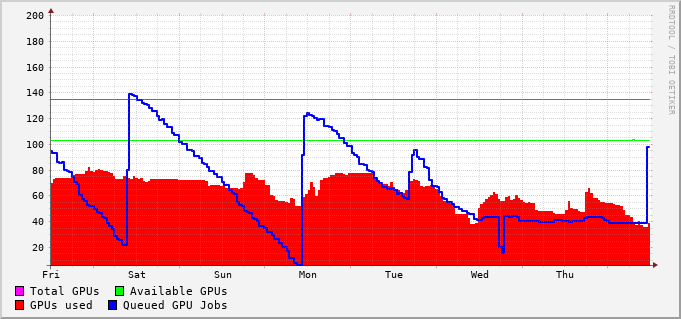 200
180
160
140
120
100
80
60
40
20
Fri Sat Sun Mon Tue Wed Thu
Total GPUs Available GPUs
GPUs used Queued GPU Jobs
RRDTOOL / TOBI OETIKER